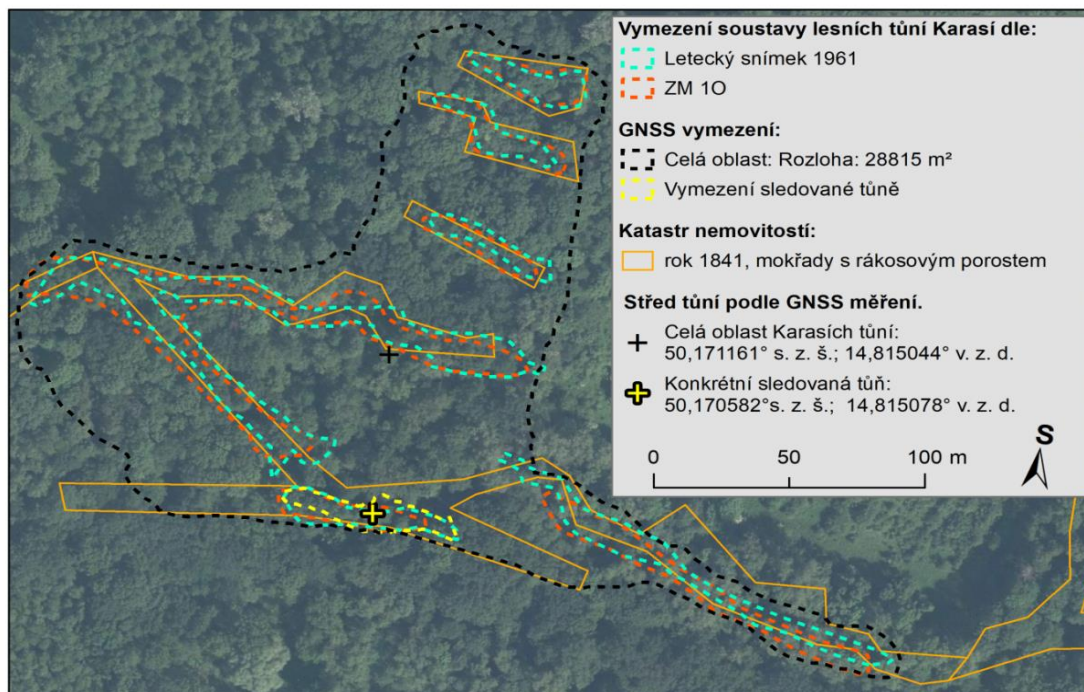 Vymezení soustavy lesních tůní Karasí dle:
Letecký snímek 1961
ZM 10
GNSS vymezení:
Celá oblast: Rozloha: 28815 m²
Vymezení sledované tůně
Katastr nemovitostí:
rok 1841, mokřady s rákosovým porostem
Střed tůní podle GNSS měření.
Celá oblast Karasích tůní:
50,171161° s. z. š.; 14,815044° v. z. d.
Konkrétní sledovaná tůň:
50,170582°s. z. š.; 14,815078° v. z. d.
S
0 50 100 m